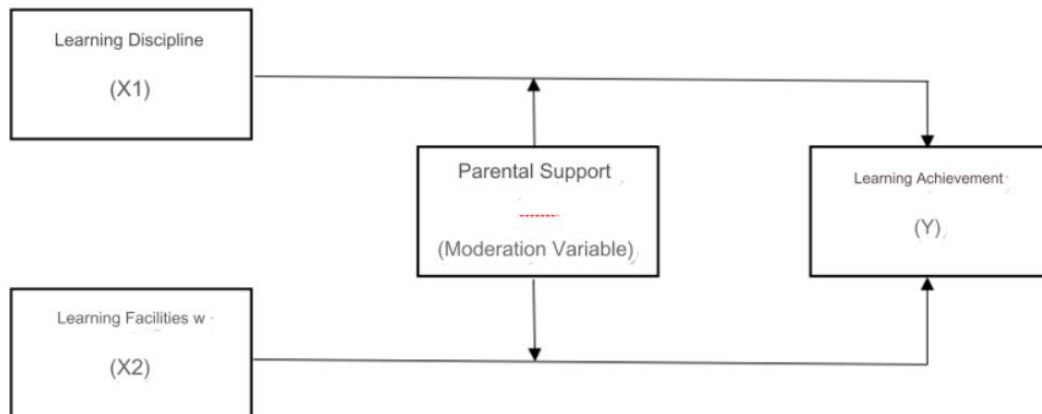 Learning Discipline
(X1)
Parental Support
(Moderation Variable)
Learning Achievement
(Y)
Learning Facilities w
(X2)